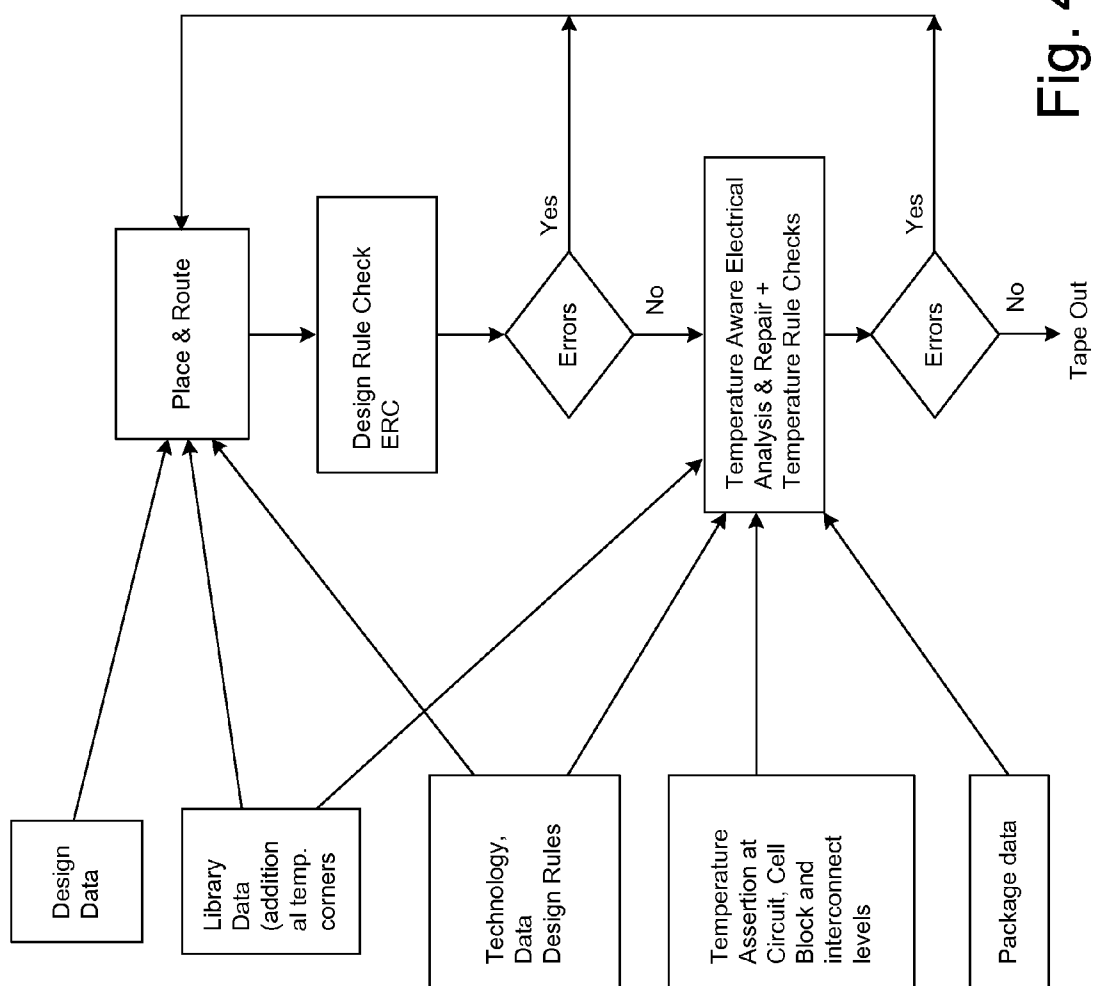 Design
Data
Library
Data
(addition
al temp.
corners
Technology,
Data
Design Rules
Temperature
Assertion at
Circuit, Cell
Block and
interconnect
levels
Package data
Place & Route
Design Rule Check
ERC
Errors
Yes
No
Temperature Aware Electrical
Analysis & Repair +
Temperature Rule Checks
Errors
Yes
No
Tape Out
Fig. 4